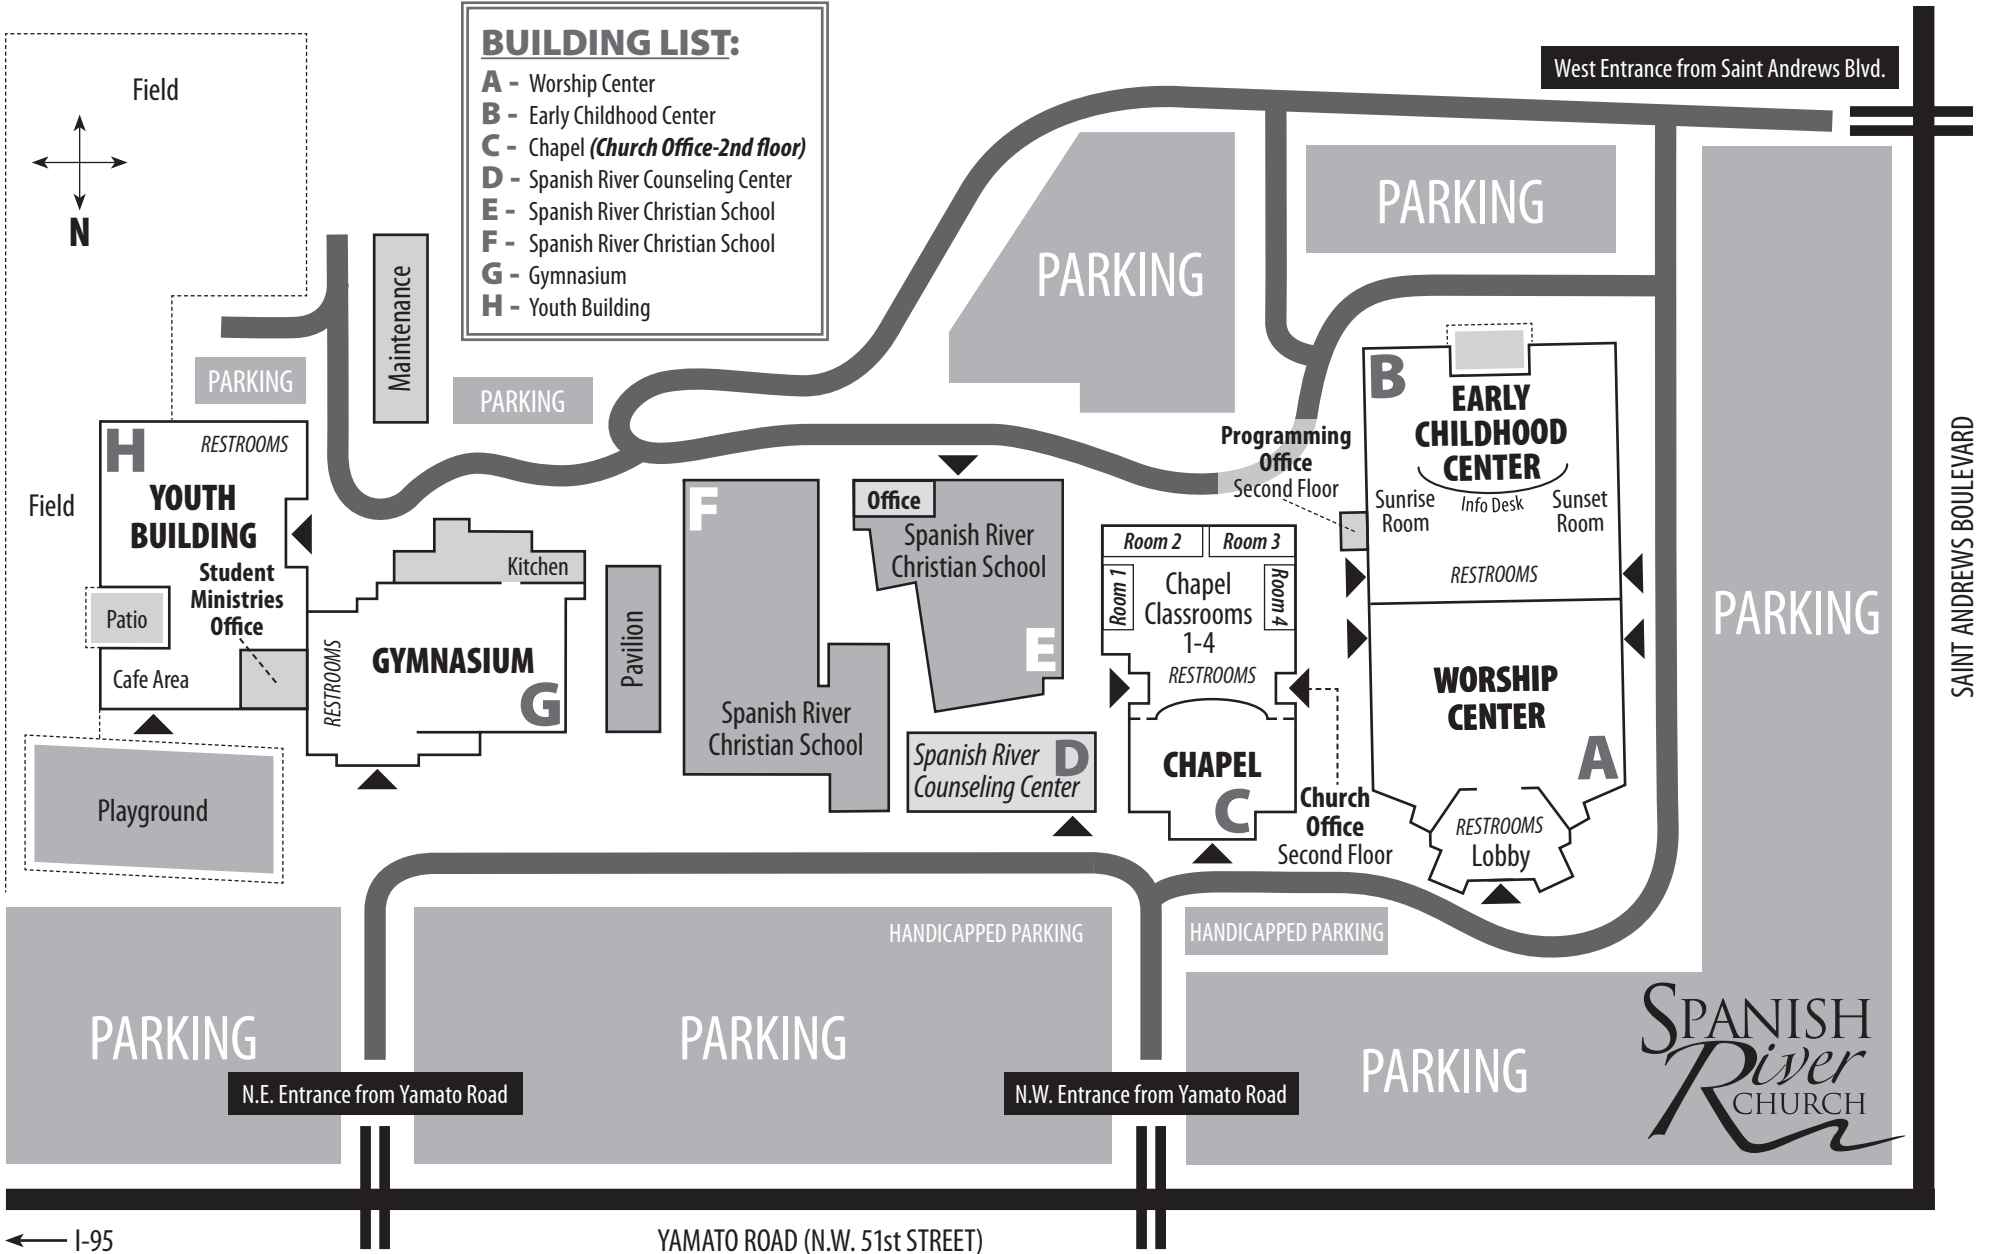 BUILDING LIST:
A - Worship Center
B - Early Childhood Center
C - Chapel (Church Office-2nd floor)
D - Spanish River Counseling Center
E - Spanish River Christian School
F - Spanish River Christian School
G - Gymnasium
H - Youth Building
West Entrance from Saint Andrews Blvd.
Field
N
Maintenance
PARKING
PARKING
PARKING
PARKING
Field
H
RESTROOMS
YOUTH
BUILDING
Student
Ministries
Office
Patio
Cafe Area
Playground
Kitchen
RESTROOMS
GYMNASIUM
G
Pavilion
F
Spanish River
Christian School
Office
Spanish River
Christian School
E
Spanish River
Counseling Center
D
Room 2
Room 3
Room 1
Room 4
Chapel
Classrooms
1-4
RESTROOMS
CHAPEL
C
Church
Office
Second Floor
Programming
Office
Second Floor
B
EARLY
CHILDHOOD
CENTER
Sunrise
Room
Info Desk
Sunset
Room
RESTROOMS
WORSHIP
CENTER
A
RESTROOMS
Lobby
PARKING
SAINT ANDREWS BOULEVARD
HANDICAPPED PARKING
HANDICAPPED PARKING
PARKING
PARKING
PARKING
SPANISH
River
CHURCH
N.E. Entrance from Yamato Road
N.W. Entrance from Yamato Road
I-95
YAMATO ROAD (N.W. 51st STREET)